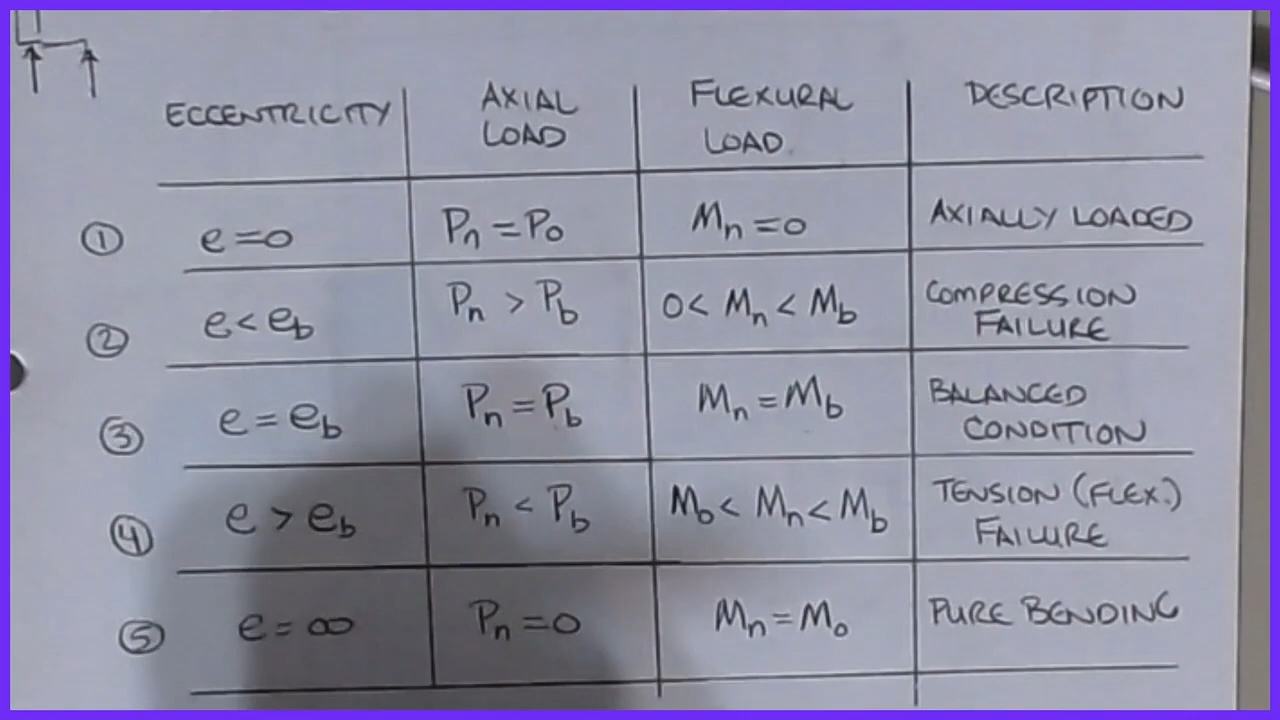 ECCENTRICITY AXIAL LOAD FLEXURAL LOAD. DESCRIPTION
① e=0 Pn=Po Mn=0 AXIALLY LOADED
② e<eb Pn > Pb 0< Mn < Mb COMPRESSION FAILURE
③ e=eb Pn=Pb Mn=Mb BALANCED CONDITION
④ e>eb Pn < Pb Mo< Mn< Mb TENSION (FLEX.) FAILURE
⑤ e=∞ Pn=0 Mn=Mo PURE BENDING